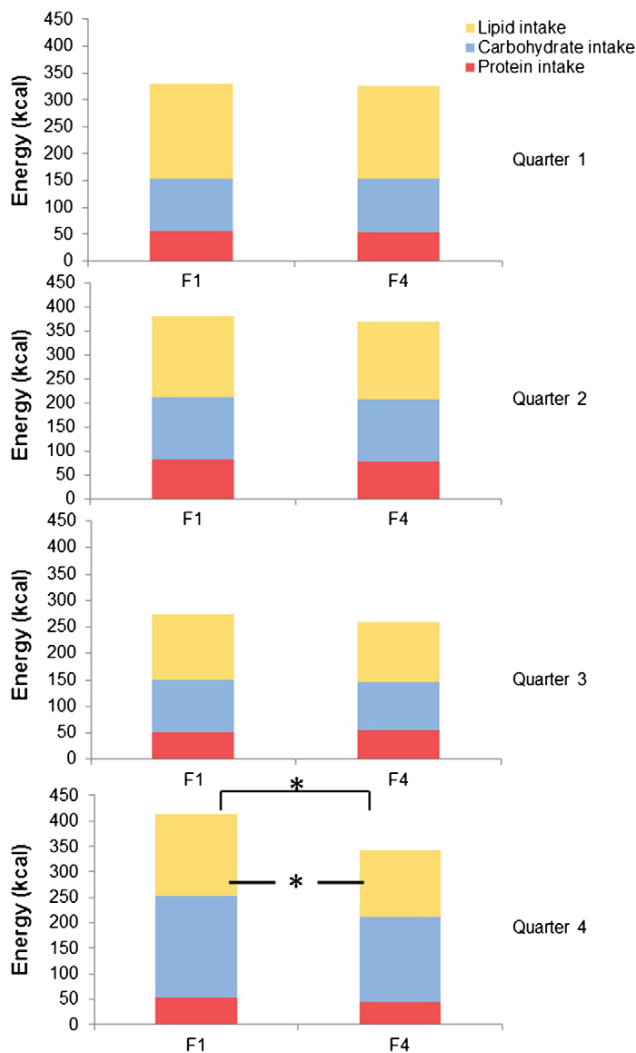 450
400
350
300
250
200
150
100
50
0
Energy (kcal)
Lipid intake
Carbohydrate intake
Protein intake
Quarter 1
F1 F4
450
400
350
300
250
200
150
100
50
0
Energy (kcal)
Quarter 2
F1 F4
450
400
350
300
250
200
150
100
50
0
Energy (kcal)
Quarter 3
F1 F4
*
450
400
350
300
250
200
150
100
50
0
Energy (kcal)
*
Quarter 4
F1 F4